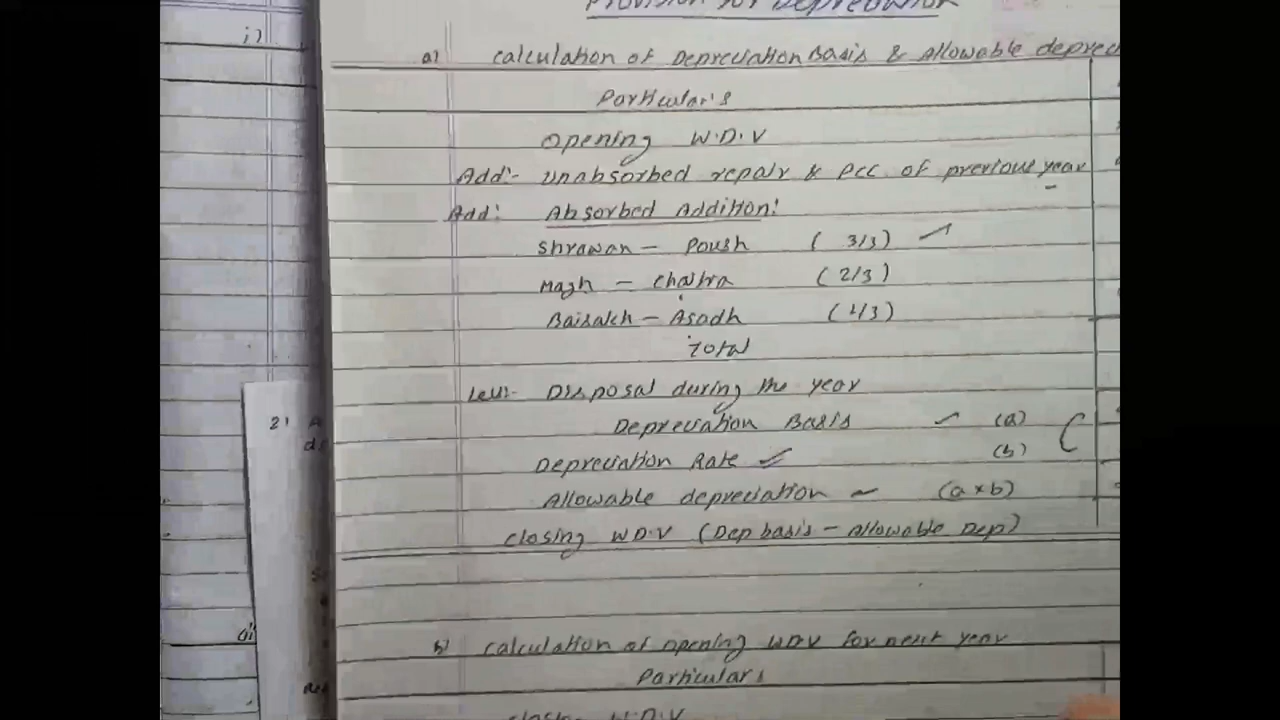 Provision for Depreciation
i)
a) Calculation of Depreciation Basis & Allowable deprec
Particular's
Opening W.D.V
Add:- Unabsorbed repair & PCC of previous year
Add: Absorbed Addition:
Shrawan - Poush ( 3/3)
Magh - Chaitra (2/3)
Baisakh - Asadh (1/3)
Total
Less:- Disposal during the year
Depreciation Basis (a)
Depreciation Rate (b)
Allowable depreciation (a x b)
Closing W.D.V (Dep basis - Allowable Dep)
2) A
b) Calculation of opening WDV for next year
Particulars
Closing W.D.V